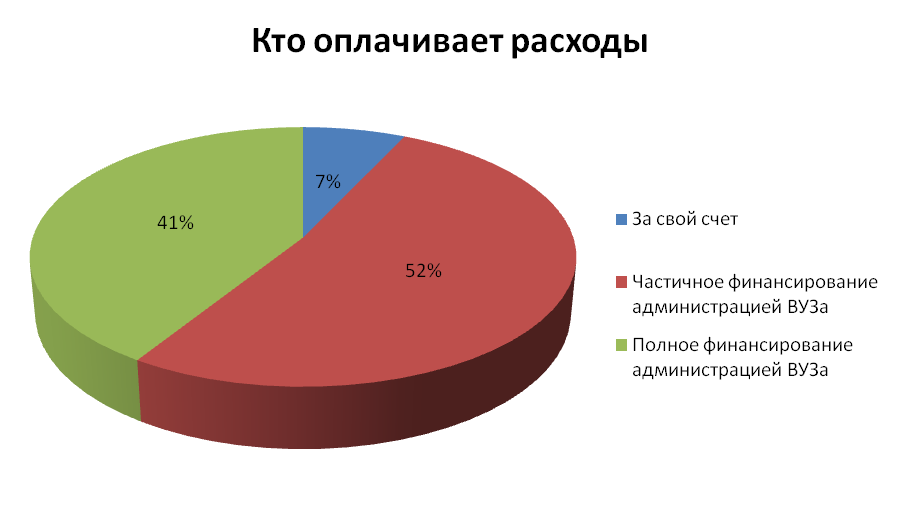 Кто оплачивает расходы
7%
41%
52%
За свой счет
Частичное финансирование
администрацией ВУЗа
Полное финансирование
администрацией ВУЗа